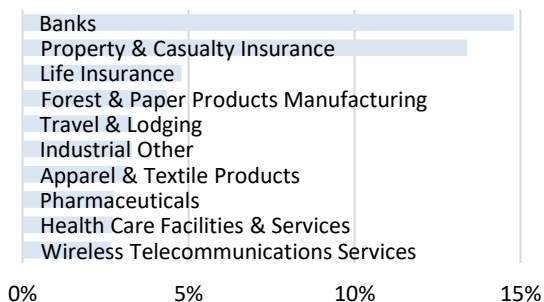 Banks
Property & Casualty Insurance
Life Insurance
Forest & Paper Products Manufacturing
Travel & Lodging
Industrial Other
Apparel & Textile Products
Pharmaceuticals
Health Care Facilities & Services
Wireless Telecommunications Services
0% 5% 10% 15%